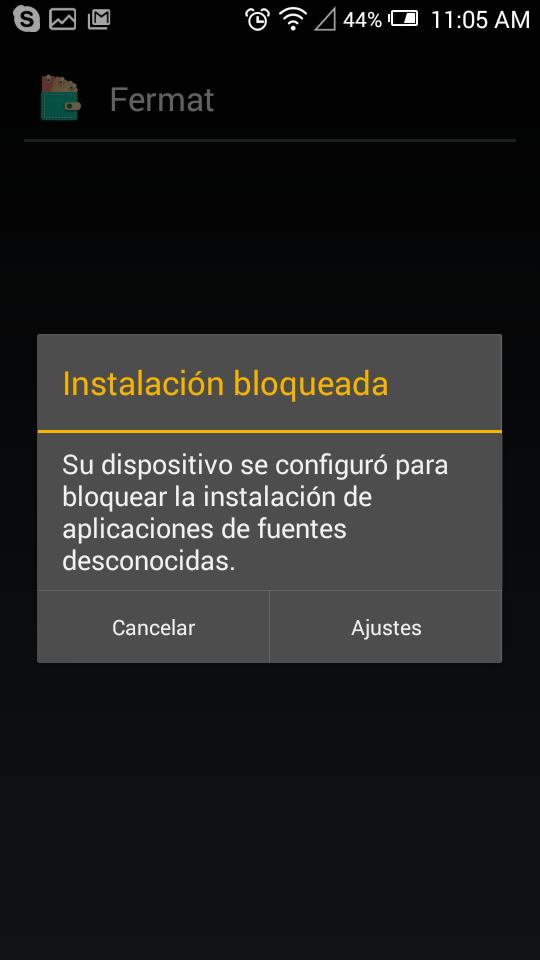 S
M
44%
11:05 AM
Fermat
Instalación bloqueada
Su dispositivo se configuró para
bloquear la instalación de
aplicaciones de fuentes
desconocidas.
Cancelar
Ajustes